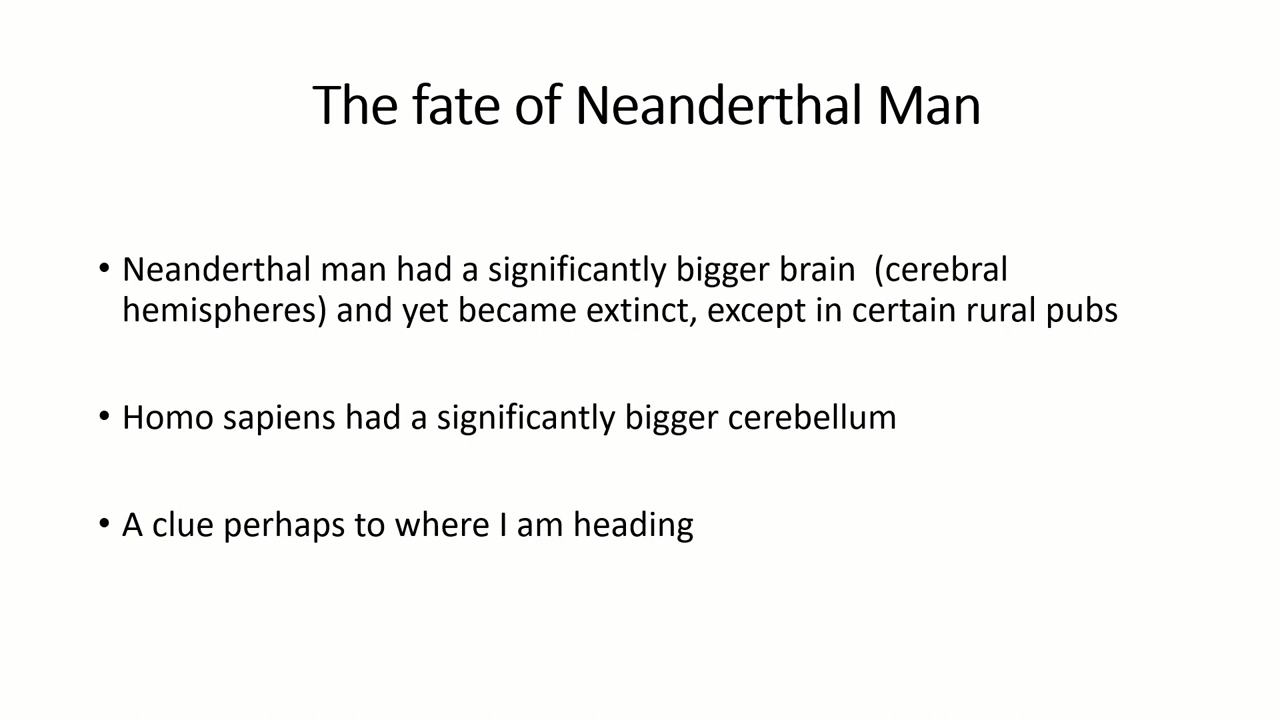 The fate of Neanderthal Man
• Neanderthal man had a significantly bigger brain  (cerebral
hemispheres) and yet became extinct, except in certain rural pubs
• Homo sapiens had a significantly bigger cerebellum
• A clue perhaps to where I am heading